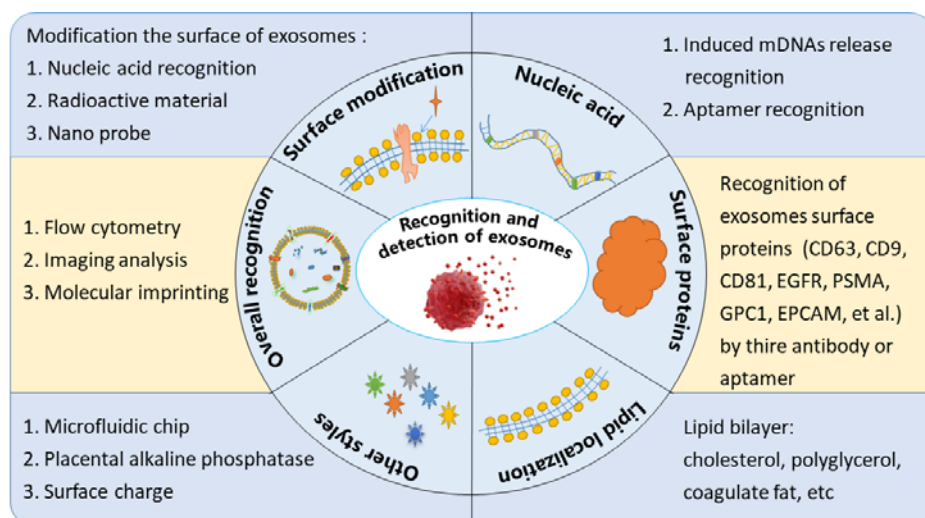 Modification the surface of exosomes :
1. Nucleic acid recognition
2. Radioactive material
3. Nano probe
1. Induced mDNAs release
recognition
2. Aptamer recognition
Surface modification
Nucleic acid
1. Flow cytometry
2. Imaging analysis
3. Molecular imprinting
Overall recognition
Recognition and
detection of exosomes
Surface proteins
Recognition of
exosomes surface
proteins (CD63, CD9,
CD81, EGFR, PSMA,
GPC1, EPCAM, et al.)
by thire antibody or
aptamer
Other styles
Lipid localization
1. Microfluidic chip
2. Placental alkaline phosphatase
3. Surface charge
Lipid bilayer:
cholesterol, polyglycerol,
coagulate fat, etc